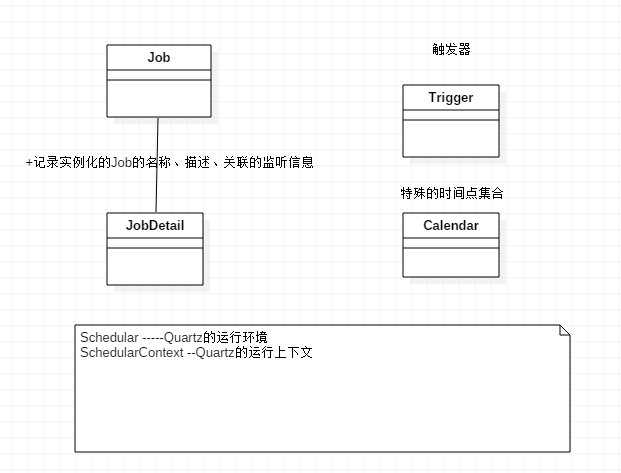 Job
触发器
Trigger
+记录实例化的Job的名称、描述、关联的监听信息
特殊的时间点集合
JobDetail
Calendar
Schedular -----Quartz的运行环境
SchedularContext --Quartz的运行上下文